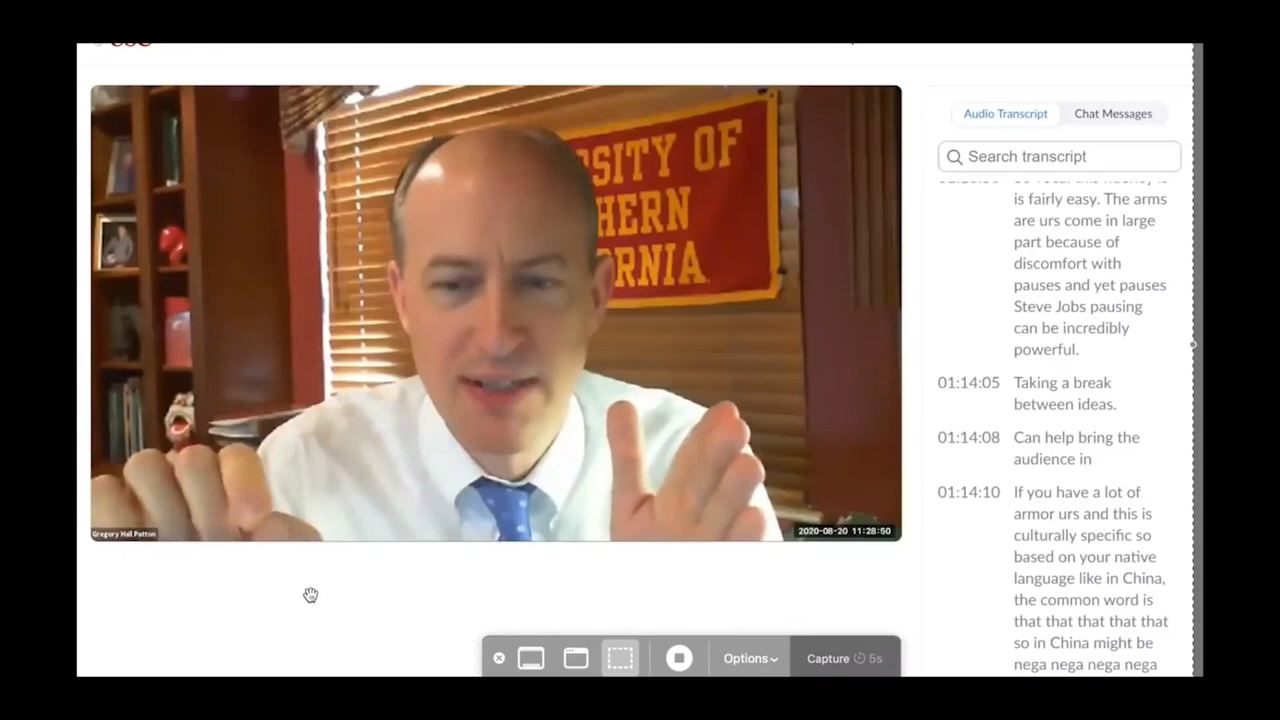 USC
SITY OF
HERN
RNIA
Gregory Hall Patton
2020-08-20 11:28:50
Audio Transcript
Chat Messages
Search transcript
is fairly easy. The arms
are urs come in large
part because of
discomfort with
pauses and yet pauses
Steve Jobs pausing
can be incredibly
powerful.
01:14:05 Taking a break
between ideas.
01:14:08 Can help bring the
audience in
01:14:10 If you have a lot of
armor urs and this is
culturally specific so
based on your native
language like in China,
the common word is
that that that that that
so in China might be
nega nega nega nega
Options
Capture 5s